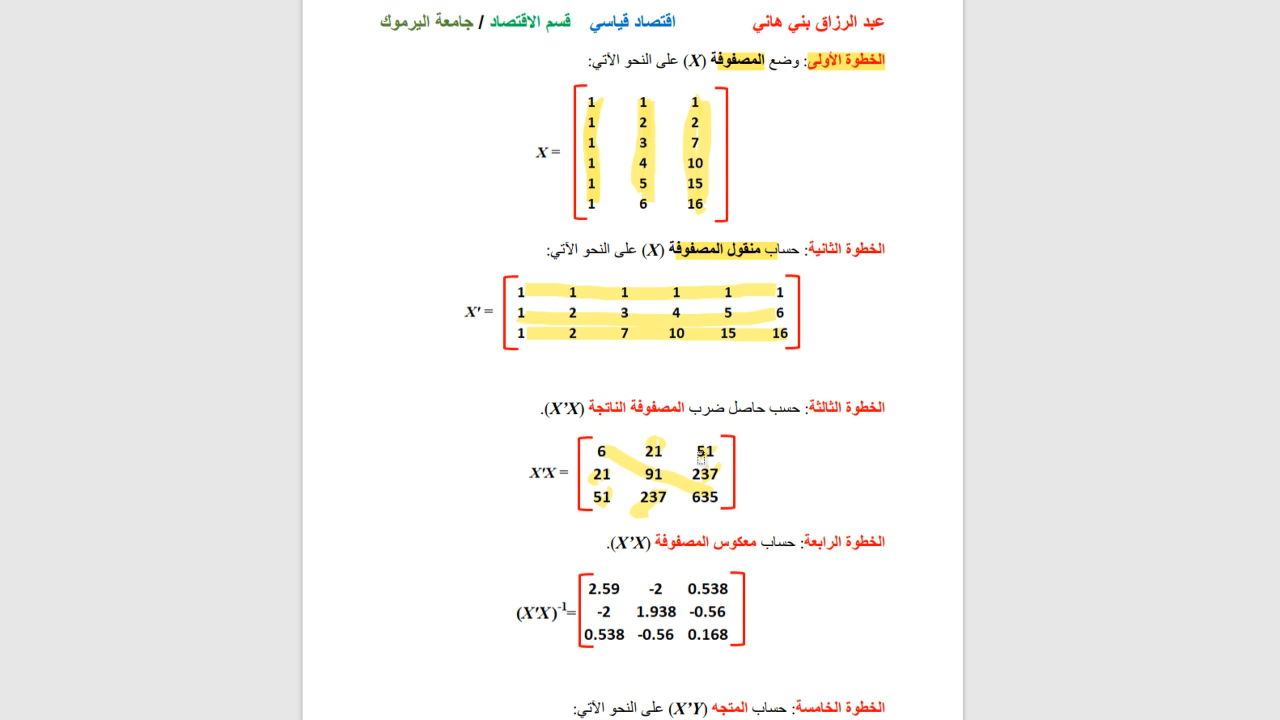 عبد الرزاق بني هاني اقتصاد قياسي قسم الاقتصاد / جامعة اليرموك
الخطوة الأولى: وضع المصفوفة (X) على النحو الآتي:
1 1 1
1 2 2
1 3 7
X = 1 4 10
1 5 15
1 6 16
الخطوة الثانية: حساب منقول المصفوفة (X) على النحو الآتي:
1 1 1 1 1 1
X' = 1 2 3 4 5 6
1 2 7 10 15 16
الخطوة الثالثة: حسب حاصل ضرب المصفوفة الناتجة (X’X).
6 21 51
X'X = 21 91 237
51 237 635
الخطوة الرابعة: حساب معكوس المصفوفة (X’X).
2.59 -2 0.538
(X'X)-1= -2 1.938 -0.56
0.538 -0.56 0.168
الخطوة الخامسة: حساب المتجه (X’Y) على النحو الآتي: